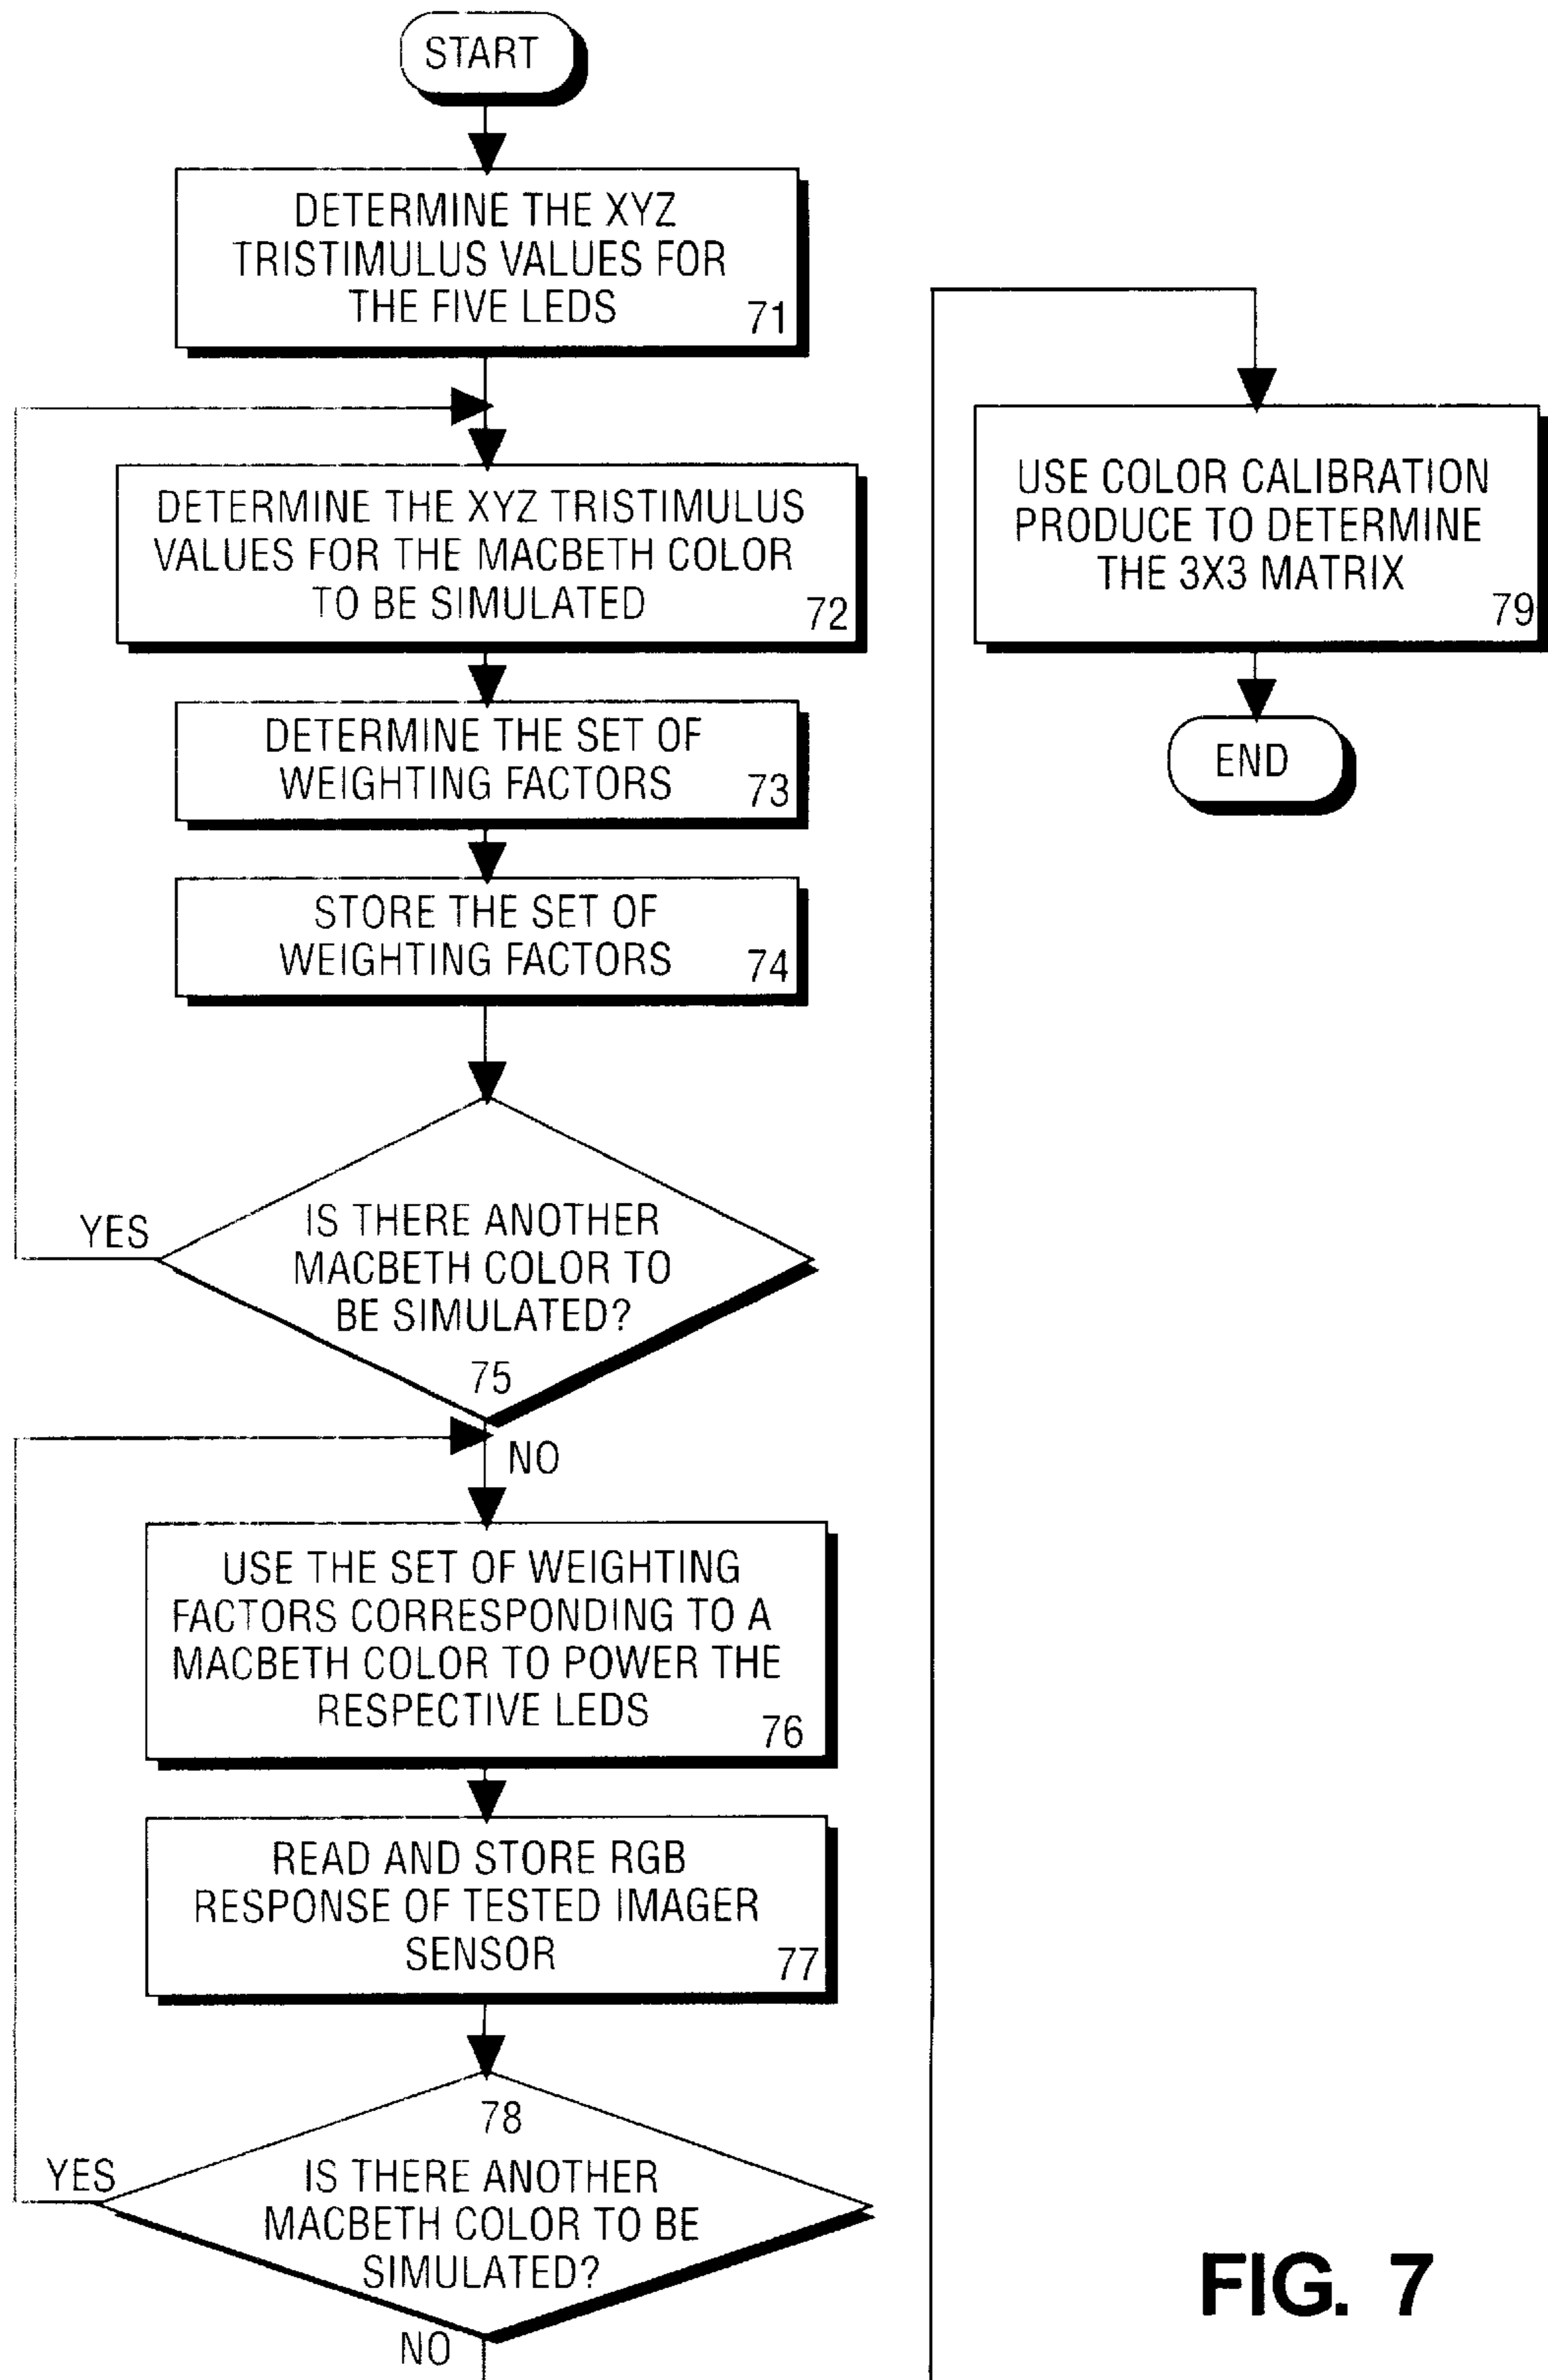 START
DETERMINE THE XYZ
TRISTIMULUS VALUES FOR
THE FIVE LEDS
71
DETERMINE THE XYZ TRISTIMULUS
VALUES FOR THE MACBETH COLOR
TO BE SIMULATED
72
DETERMINE THE SET OF
WEIGHTING FACTORS
73
STORE THE SET OF
WEIGHTING FACTORS
74
YES
IS THERE ANOTHER
MACBETH COLOR TO
BE SIMULATED?
75
NO
USE THE SET OF WEIGHTING
FACTORS CORRESPONDING TO A
MACBETH COLOR TO POWER THE
RESPECTIVE LEDS
76
READ AND STORE RGB
RESPONSE OF TESTED IMAGER
SENSOR
77
78
YES
IS THERE ANOTHER
MACBETH COLOR TO BE
SIMULATED?
NO
USE COLOR CALIBRATION
PRODUCE TO DETERMINE
THE 3X3 MATRIX
79
END
FIG. 7